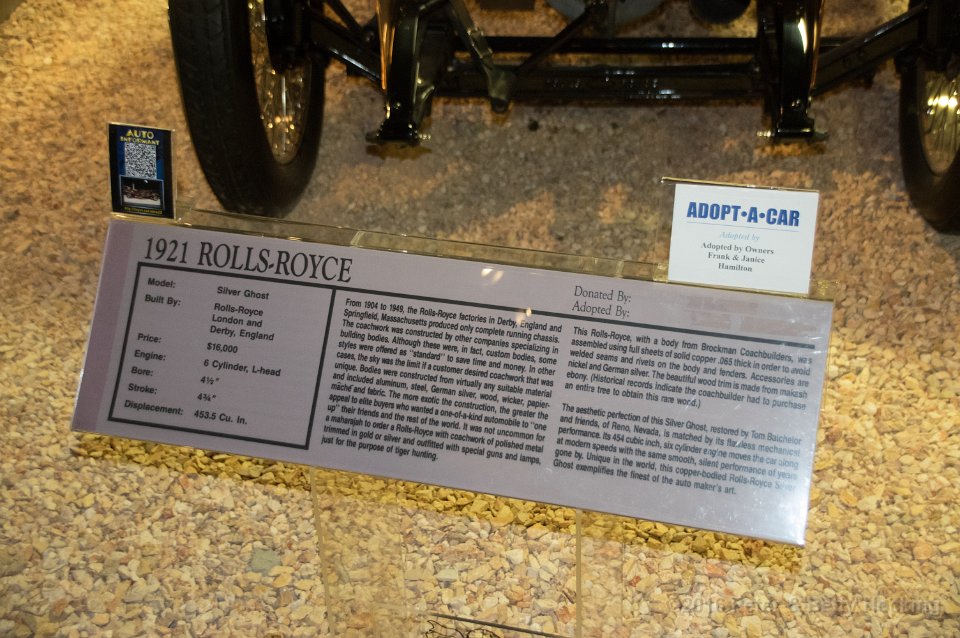 AUTO
INFORMANT
ADOPT•A•CAR
Adopted by
Adopted by Owners
Frank & Janice
Hamilton
1921 ROLLS-ROYCE
Model: Silver Ghost
Built By: Rolls-Royce
London and
Derby, England
Price: $16,000
Engine: 6 Cylinder, L-head
Bore: 4½"
Stroke: 4¾"
Displacement: 453.5 Cu. In.
From 1904 to 1949, the Rolls-Royce factories in Derby, England and
Springfield, Massachusetts produced only complete running chassis.
The coachwork was constructed by other companies specializing in
building bodies. Although these were, in fact, custom bodies, some
styles were offered as "standard" to save time and money. In other
cases, the sky was the limit if a customer desired coachwork that was
unique. Bodies were constructed from virtually any suitable material
and included aluminum, steel, German silver, wood, wicker, papier-
mâché and fabric. The more exotic the construction, the greater the
appeal to elite buyers who wanted a one-of-a-kind automobile to "one
up" their friends and the rest of the world. It was not uncommon for
a maharajah to order a Rolls-Royce with coachwork of polished metal
trimmed in gold or silver and outfitted with special guns and lamps,
just for the purpose of tiger hunting.
Donated By:
Adopted By:
This Rolls-Royce, with a body from Brockman Coachbuilders, was
assembled using full sheets of solid copper .065 thick in order to avoid
welded seams and rivets on the body and fenders. Accessories are
nickel and German silver. The beautiful wood trim is made from makash
ebony. (Historical records indicate the coachbuilder had to purchase
an entire tree to obtain this rare wood.)
The aesthetic perfection of this Silver Ghost, restored by Tom Batchelor
and friends, of Reno, Nevada, is matched by its flawless mechanical
performance. Its 454 cubic inch, six cylinder engine moves the car along
at modern speeds with the same smooth, silent performance of years
gone by. Unique in the world, this copper-bodied Rolls-Royce Silver
Ghost exemplifies the finest of the auto maker's art.